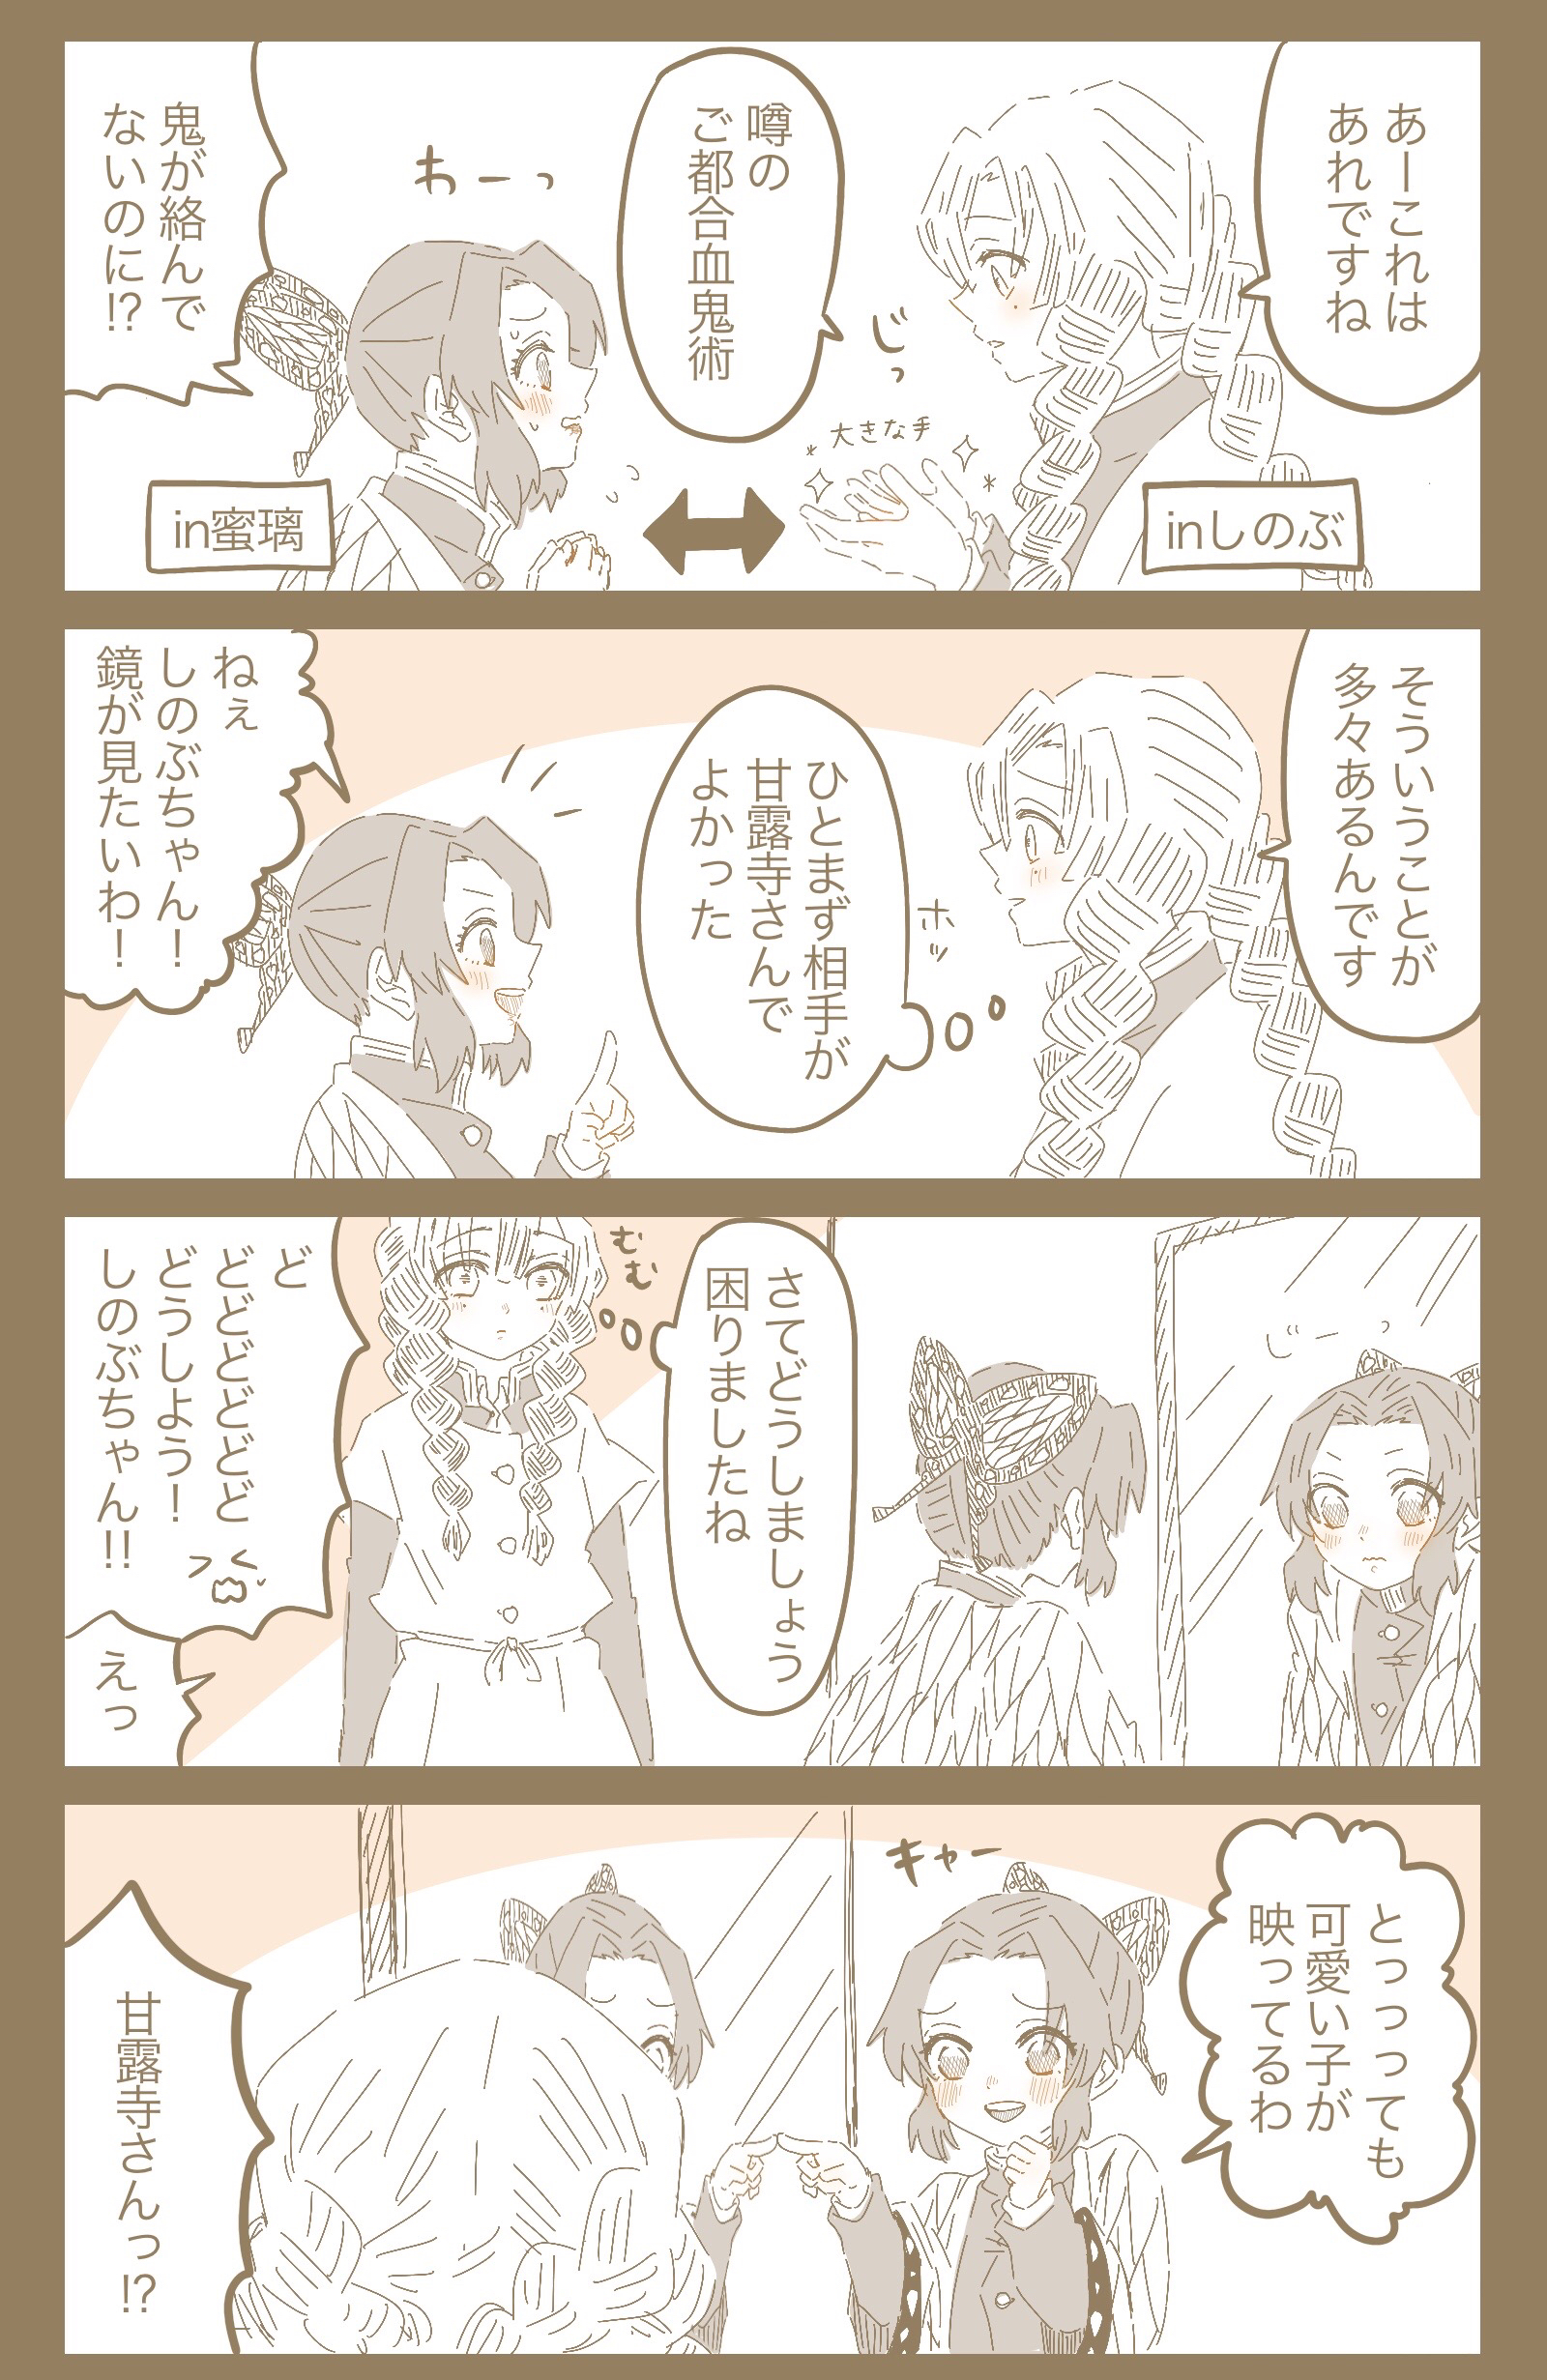 あーこれは
あれですね
じっ
*大きな手*
inしのぶ
噂の
ご都合血鬼術
わーっ
鬼が絡んで
ないのに!?
in蜜璃
そういうことが
多々あるんです
ホッ
ひとまず相手が
甘露寺さんで
よかった
ねぇ
しのぶちゃん！
鏡が見たいわ！
じーっ
さてどうしましょう
困りましたね
むむ
ど
どどどどどど
どうしよう！
しのぶちゃん!!
えっ
とっっっても
可愛い子が
映ってるわ
キャー
甘露寺さんっ!?